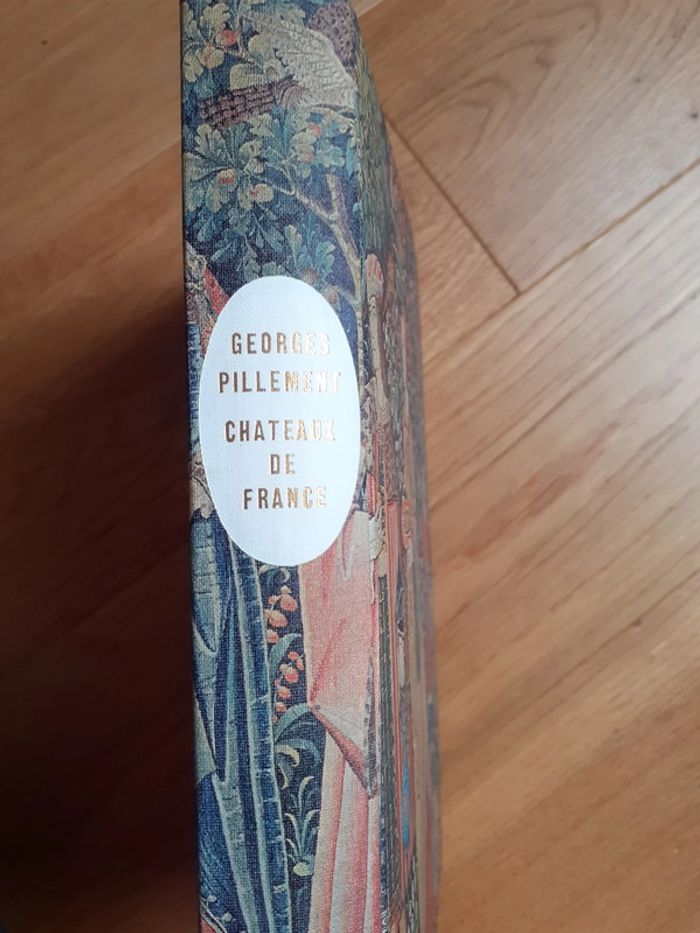 GEORGES
PILLEMENT
CHATEAUX
DE
FRANCE